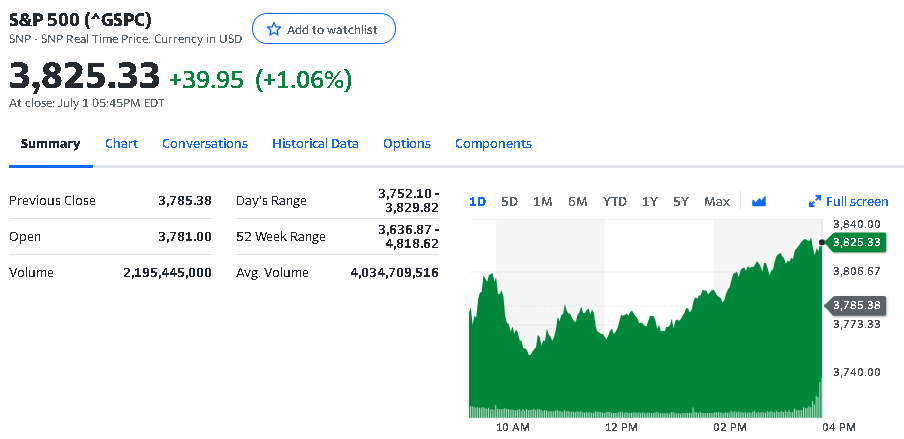 S&P 500 (^GSPC)
SNP - SNP Real Time Price. Currency in USD
Add to watchlist
3,825.33 +39.95 (+1.06%)
At close: July 1 05:45PM EDT
Summary Chart Conversations Historical Data Options Components
Previous Close 3,785.38
Open 3,781.00
Volume 2,195,445,000
Day's Range 3,752.10 -
3,829.82
52 Week Range 3,636.87 -
4,818.62
Avg. Volume 4,034,709,516
1D 5D 1M 6M YTD 1Y 5Y Max Full screen
3,840.00
3,825.33
3,806.67
3,785.38
3,773.33
3,740.00
10 AM 12 PM 02 PM 04 PM